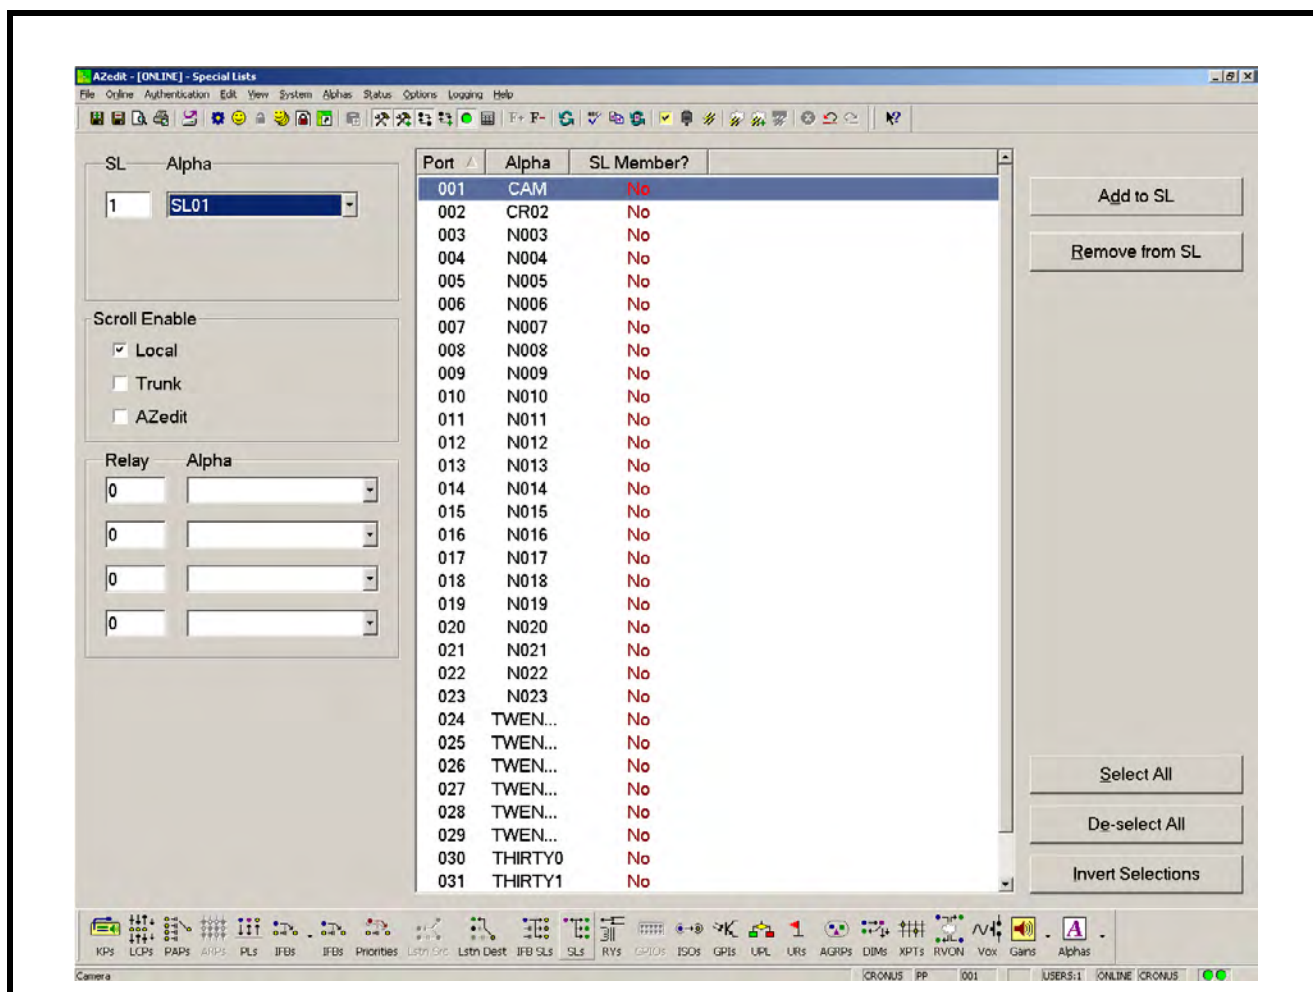 AZedit - [ONLINE] - Special Lists
File Online Authentication Edit View System Alphas Status Options Logging Help
F+ F-
SL Alpha
1 SL01
Scroll Enable
Local
Trunk
AZedit
Relay Alpha
0
0
0
0
Port Alpha SL Member?
001 CAM No
002 CR02 No
003 N003 No
004 N004 No
005 N005 No
006 N006 No
007 N007 No
008 N008 No
009 N009 No
010 N010 No
011 N011 No
012 N012 No
013 N013 No
014 N014 No
015 N015 No
016 N016 No
017 N017 No
018 N018 No
019 N019 No
020 N020 No
021 N021 No
022 N022 No
023 N023 No
024 TWEN... No
025 TWEN... No
026 TWEN... No
027 TWEN... No
028 TWEN... No
029 TWEN... No
030 THIRTY0 No
031 THIRTY1 No
Add to SL
Remove from SL
Select All
De-select All
Invert Selections
KPs LCPs PAPs ARPs PLs IFBs IFBs Priorities Lstn Src Lstn Dest IFB SLs SLs RYs GPIOs ISOs GPIs UPL URs AGRPs DIMs XPTs RVON Vox Gans Alphas
Camera CRONUS PP 001 USERS:1 ONLINE CRONUS